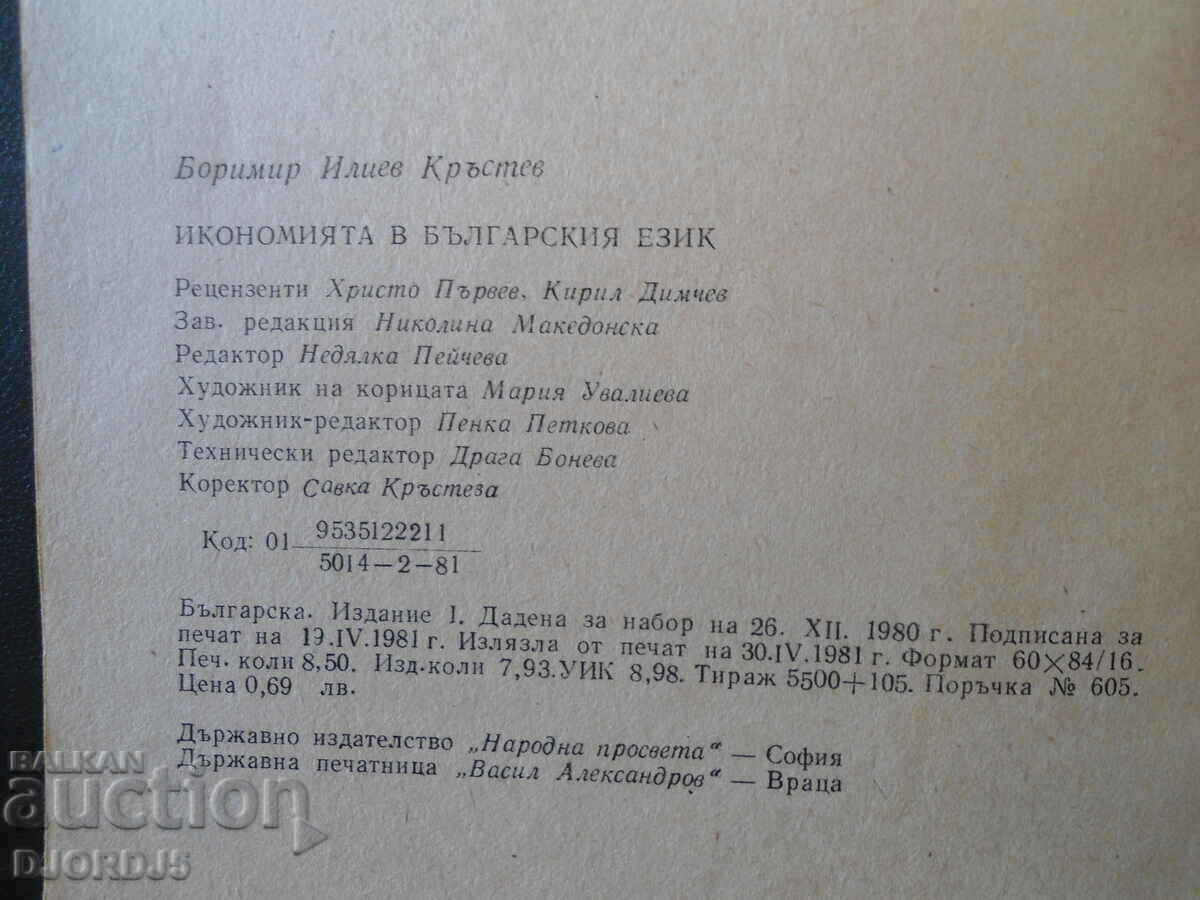 Боримир Илиев Кръстев
ИКОНОМИЯТА В БЪЛГАРСКИЯ ЕЗИК
Рецензенти Христо Първев, Кирил Димчев
Зав. редакция Николина Македонска
Редактор Недялка Пейчева
Художник на корицата Мария Увалиева
Художник-редактор Пенка Петкова
Технически редактор Драга Бонева
Коректор Савка Кръстеза
Код: 01 9535122211
5014—2—81
Българска. Издание I. Дадена за набор на 26. XII. 1980 г. Подписана за
печат на 19.IV.1981 г. Излязла от печат на 30.IV.1981 г. Формат 60×84/16.
Печ. коли 8,50. Изд.-коли 7,93. УИК 8,98. Тираж 5500+105. Поръчка № 605.
Цена 0,69 лв.
Държавно издателство „Народна просвета“ — София
Държавна печатница „Васил Александров“ — Враца
BALKAN
auction
DJORDJ5